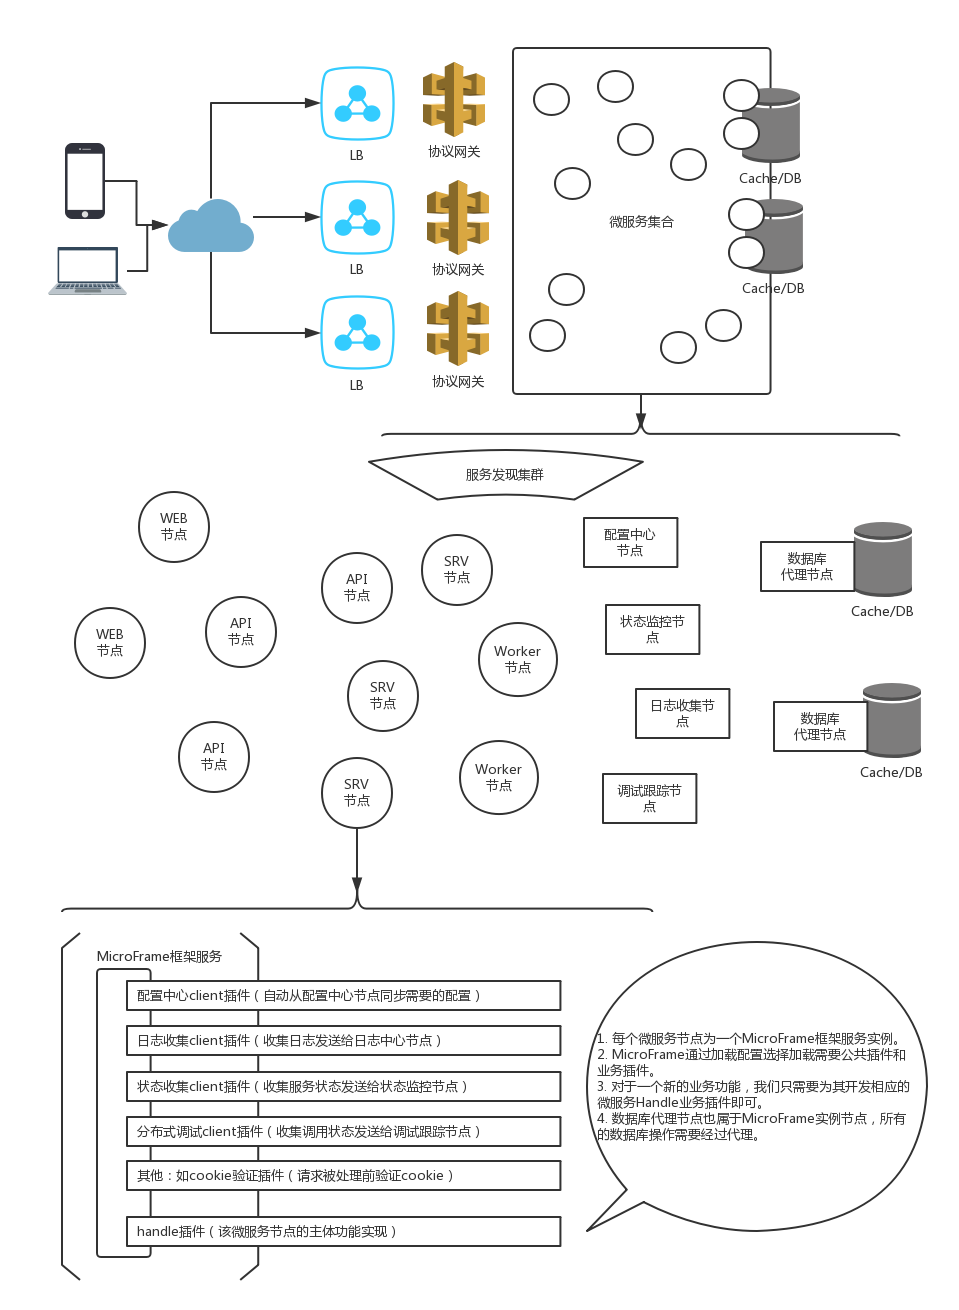 LB
协议网关
Cache/DB
微服务集合
LB
协议网关
Cache/DB
LB
协议网关
服务发现集群
WEB
节点
配置中心
节点
SRV
节点
数据库
代理节点
API
节点
Cache/DB
WEB
节点
API
节点
状态监控节
点
Worker
节点
SRV
节点
日志收集节
点
数据库
代理节点
API
节点
Cache/DB
Worker
节点
SRV
节点
调试跟踪节
点
MicroFrame框架服务
配置中心client插件（自动从配置中心节点同步需要的配置）
日志收集client插件（收集日志发送给日志中心节点）
状态收集client插件（收集服务状态发送给状态监控节点）
分布式调试client插件（收集调用状态发送给调试跟踪节点）
其他：如cookie验证插件（请求被处理前验证cookie）
handle插件（该微服务节点的主体功能实现）
1. 每个微服务节点为一个MicroFrame框架服务实例。
2. MicroFrame通过加载配置选择加载需要公共插件和
业务插件。
3. 对于一个新的业务功能，我们只需要为其开发相应的
微服务Handle业务插件即可。
4. 数据库代理节点也属于MicroFrame实例节点，所有
的数据库操作需要经过代理。